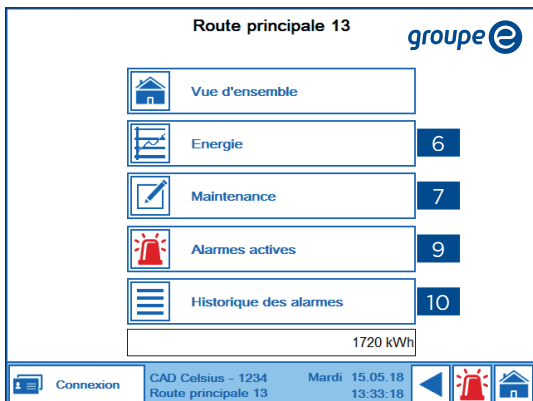 Route principale 13
groupe e
Vue d'ensemble
Energie
6
Maintenance
7
Alarmes actives
9
Historique des alarmes
10
1720 kWh
Connexion
CAD Celsius - 1234
Mardi 15.05.18
Route principale 13
13:33:18